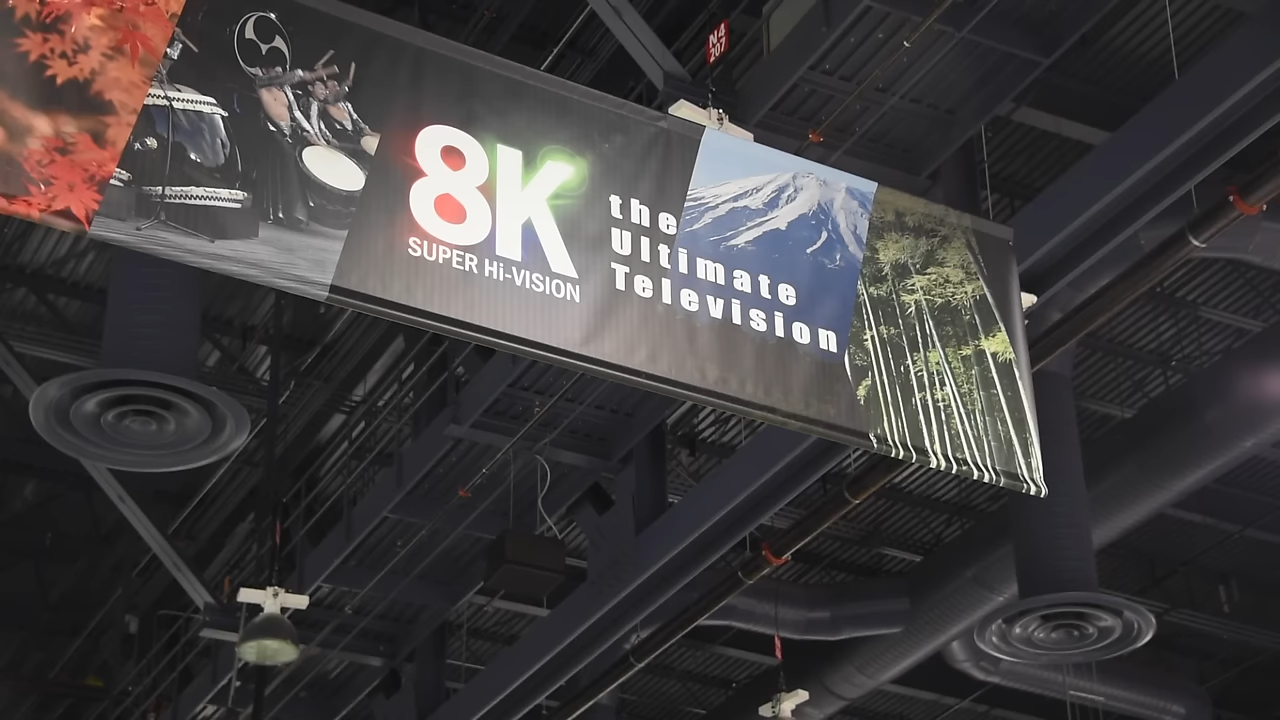 N4
207
8K
SUPER Hi-VISION
the
Ultimate
Television